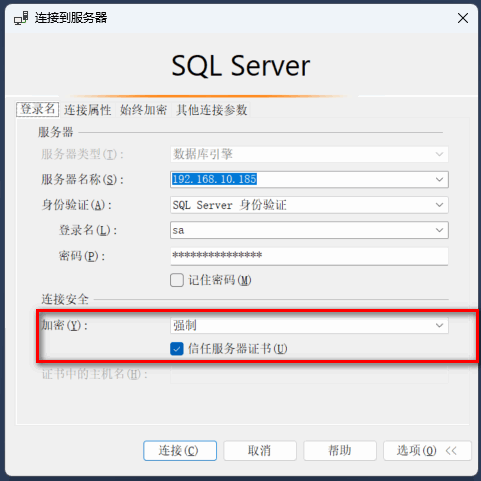 连接到服务器
SQL Server
登录名 连接属性 始终加密 其他连接参数
服务器
服务器类型(T): 数据库引擎
服务器名称(S): 192.168.10.185
身份验证(A): SQL Server 身份验证
登录名(L): sa
密码(P): ***************
记住密码(M)
连接安全
加密(Y): 强制
信任服务器证书(U)
证书中的主机名(H):
连接(C) 取消 帮助 选项(O) <<